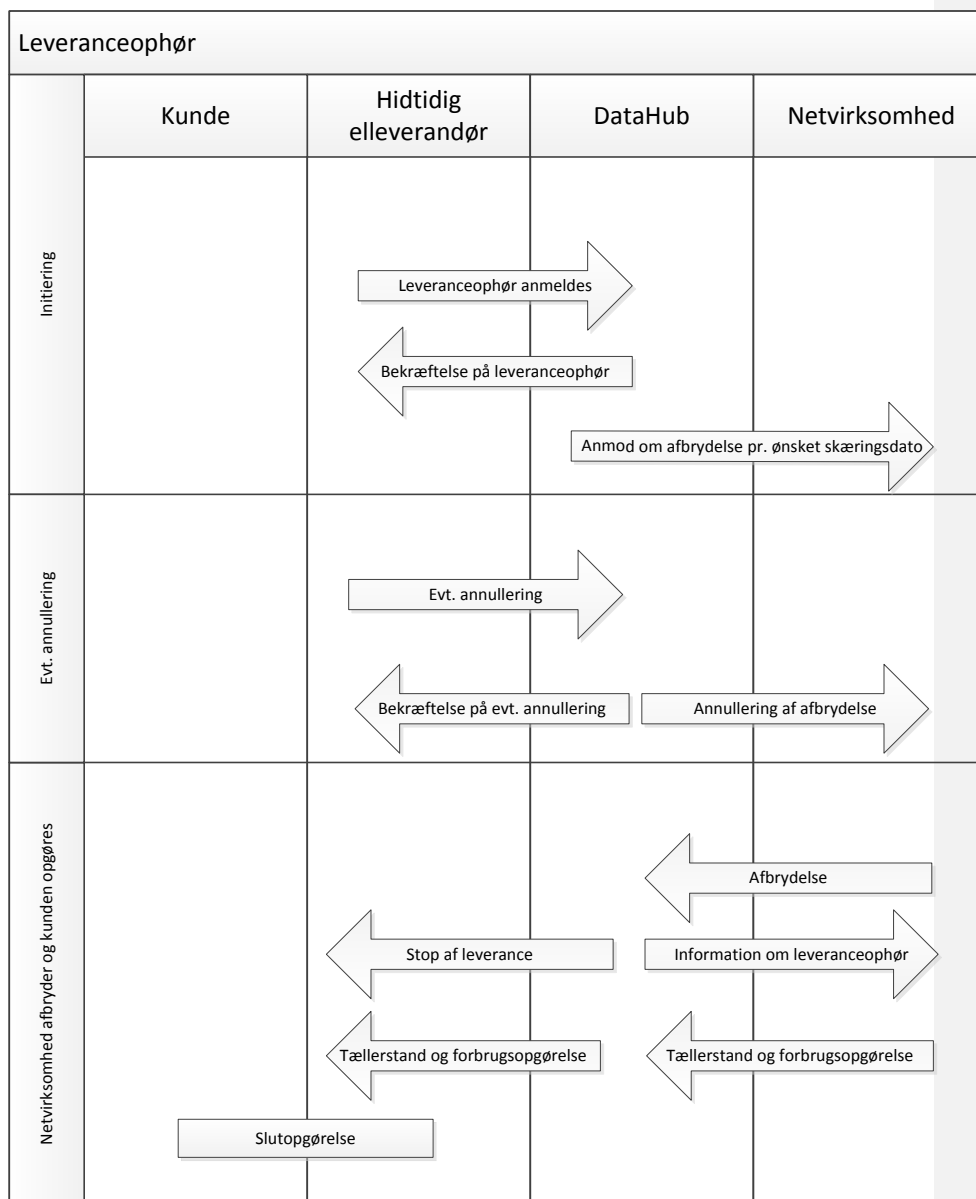 Leveranceophør
Kunde
Hidtidig
elleverandør
DataHub
Netvirksomhed
Initiering
Leveranceophør anmeldes
Bekræftelse på leveranceophør
Anmod om afbrydelse pr. ønsket skæringsdato
Evt. annullering
Evt. annullering
Bekræftelse på evt. annullering
Annullering af afbrydelse
Netvirksomhed afbryder og kunden opgøres
Afbrydelse
Stop af leverance
Information om leveranceophør
Tællerstand og forbrugsopgørelse
Tællerstand og forbrugsopgørelse
Slutopgørelse